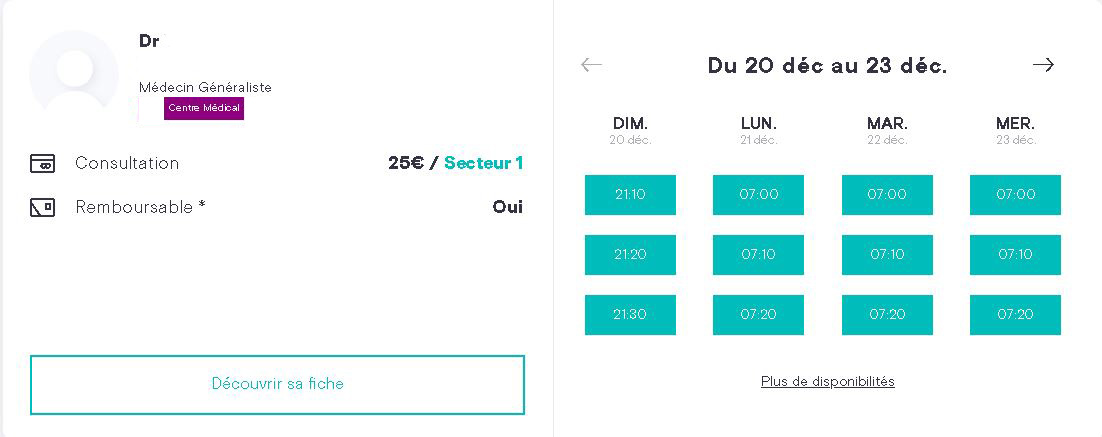 Dr
Médecin Généraliste
Centre Médical
Consultation 25€ / Secteur 1
Remboursable * Oui
Découvrir sa fiche
Du 20 déc au 23 déc.
DIM. LUN. MAR. MER.
20 déc. 21 déc. 22 déc. 23 déc.
21:10 07:00 07:00 07:00
21:20 07:10 07:10 07:10
21:30 07:20 07:20 07:20
Plus de disponibilités